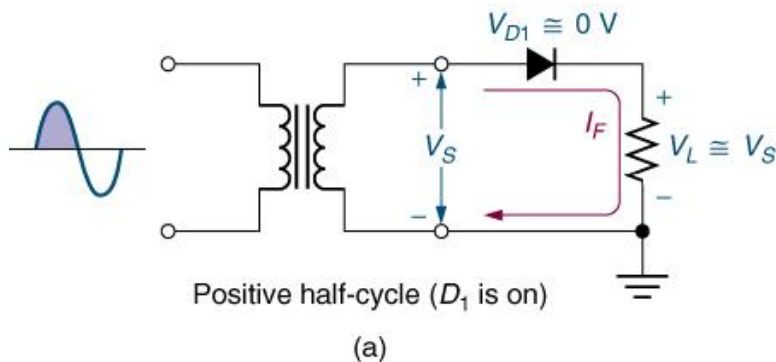 V_D1 ≅ 0 V
+
V_S
−
I_F
+
V_L ≅ V_S
−
Positive half-cycle (D_1 is on)
(a)